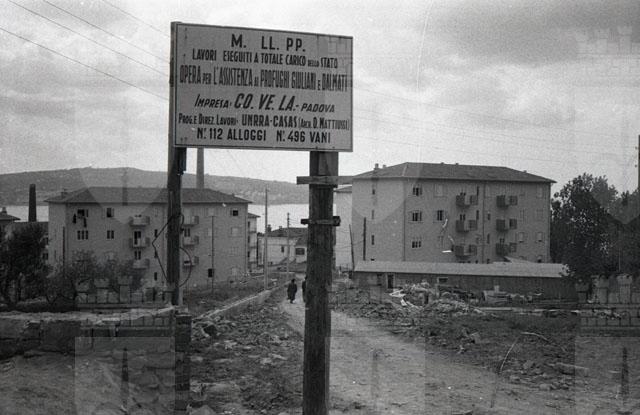 M. LL. PP.
LAVORI ESEGUITI A TOTALE CARICO DELLO STATO
OPERA PER L'ASSISTENZA AI PROFUGHI GIULIANI E DALMATI
IMPRESA - CO. VE. LA. - PADOVA
PROG. E DIREZ. LAVORI: UNRRA-CASAS (ARCH. D. MATTIUSSI)
N° 112 ALLOGGI N° 496 VANI